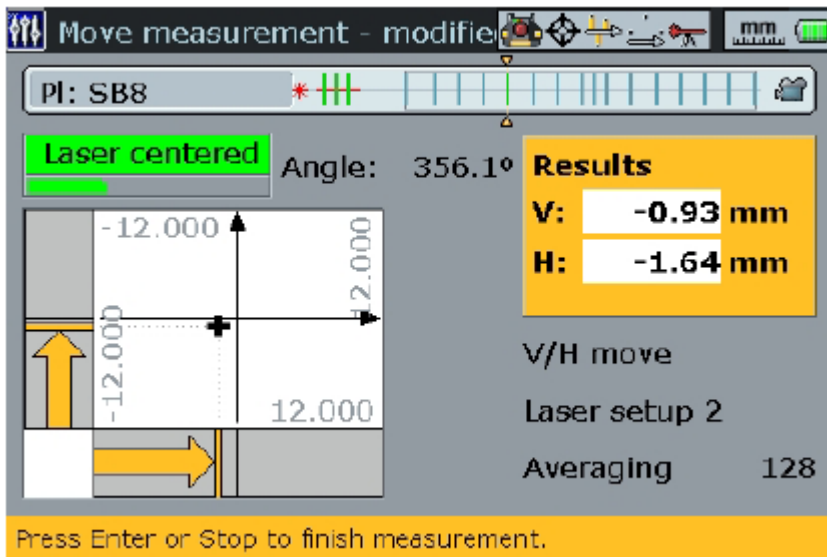 Move measurement - modifie
mm
Pl: SB8
Laser centered
Angle: 356.1º
Results
V: -0.93 mm
H: -1.64 mm
-12.000
12.000
-12.000
12.000
V/H move
Laser setup 2
Averaging 128
Press Enter or Stop to finish measurement.